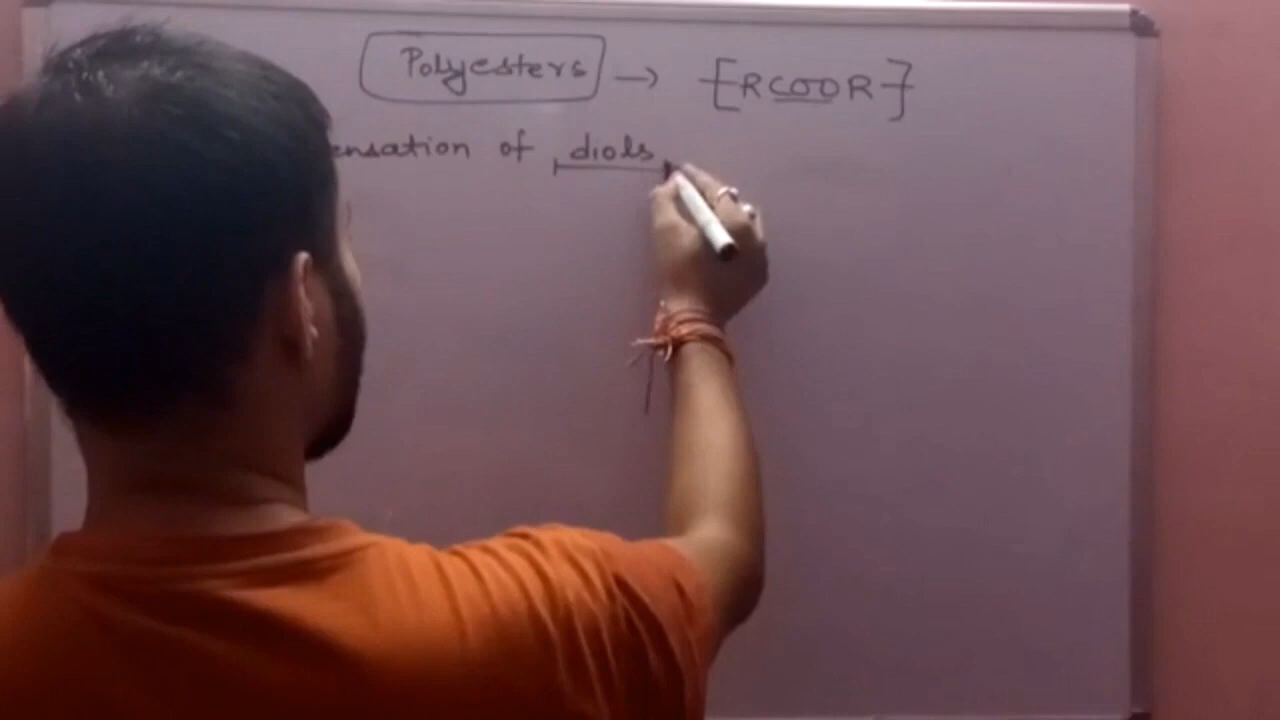 Polyesters → -[RCOOR]-
ensation of diols